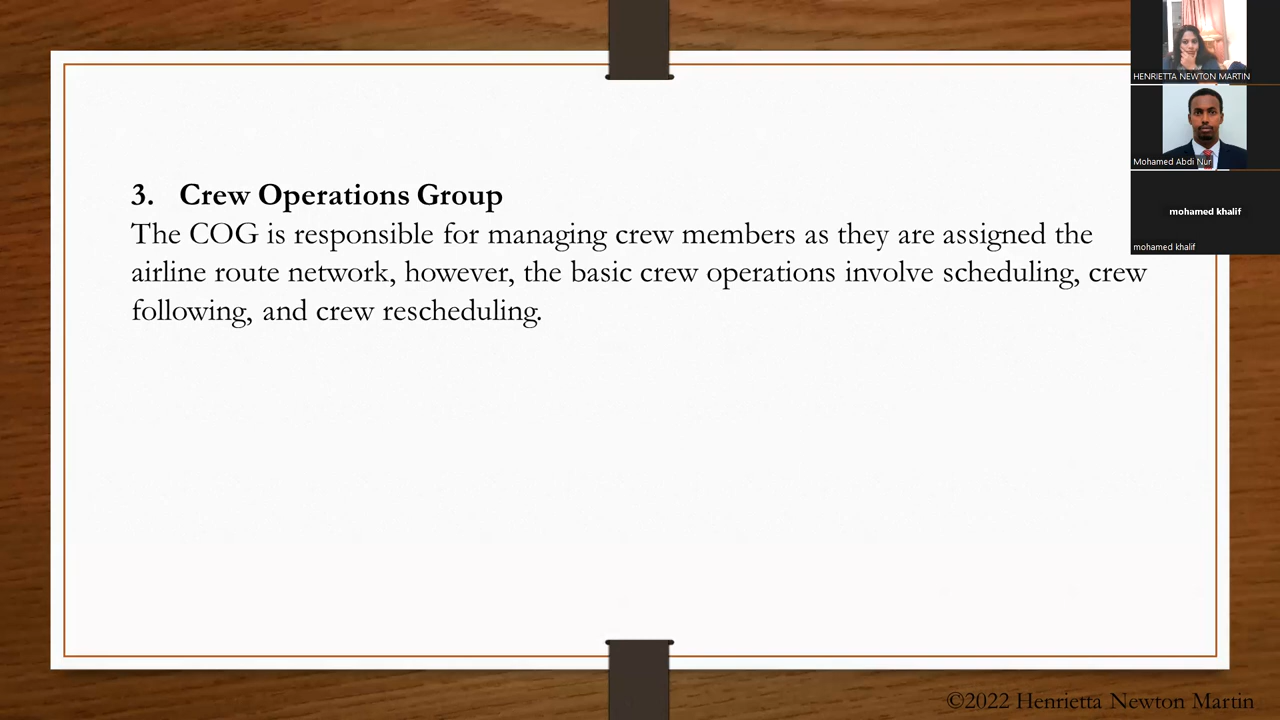 3. Crew Operations Group
The COG is responsible for managing crew members as they are assigned the
airline route network, however, the basic crew operations involve scheduling, crew
following, and crew rescheduling.
HENRIETTA NEWTON MARTIN
Mohamed Abdi Nur
mohamed khalif
mohamed khalif
©2022 Henrietta Newton Martin